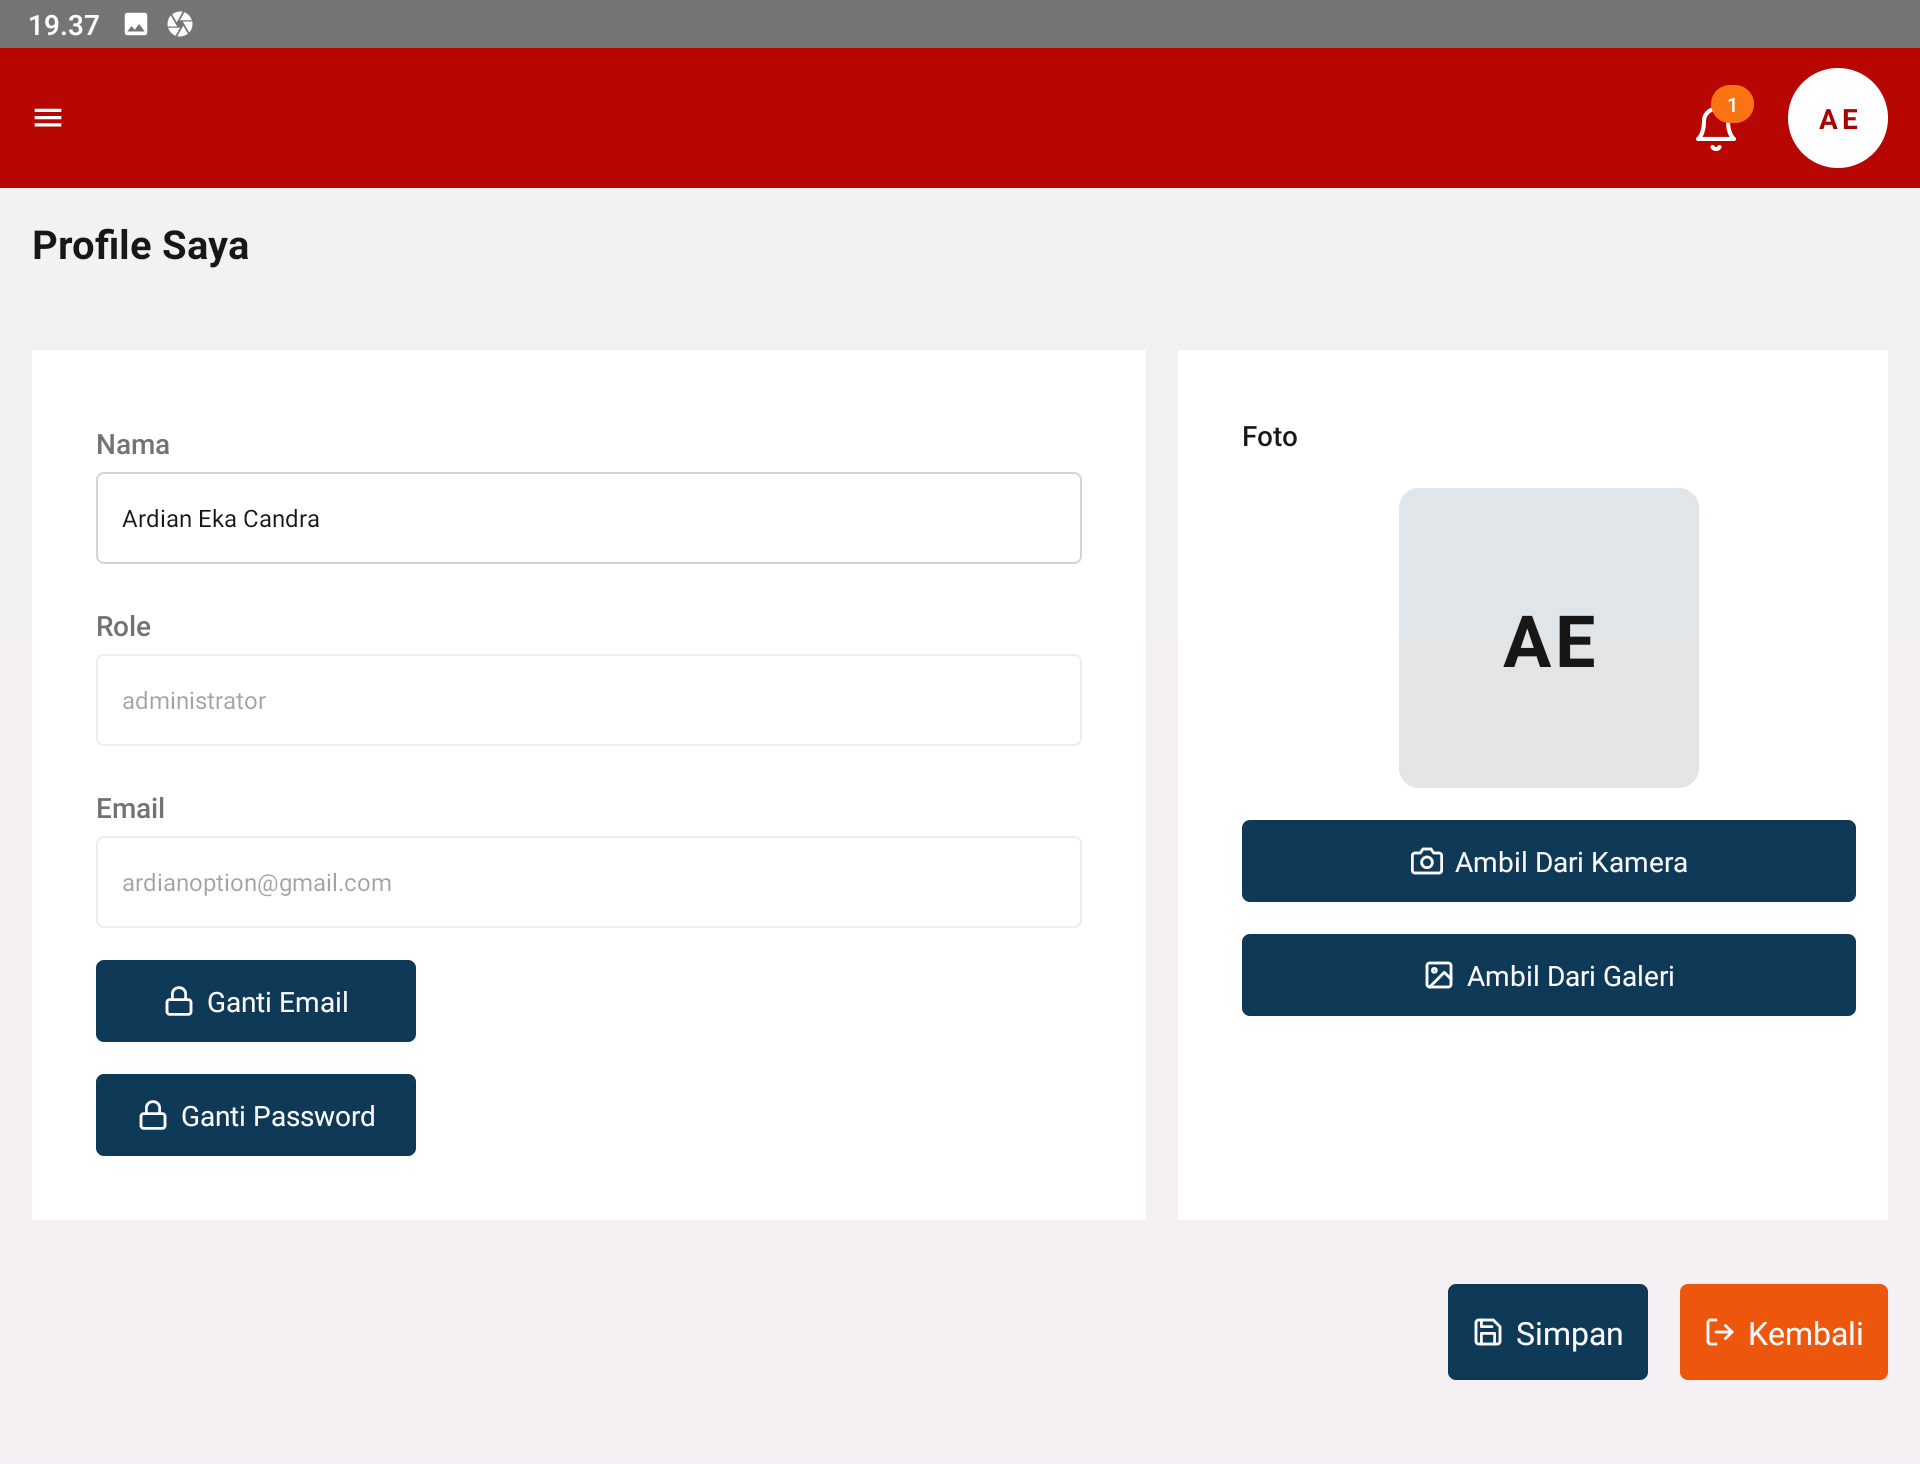 19.37
1
AE
Profile Saya
Nama
Ardian Eka Candra
Role
administrator
Email
ardianoption@gmail.com
Ganti Email
Ganti Password
Foto
AE
Ambil Dari Kamera
Ambil Dari Galeri
Simpan
Kembali